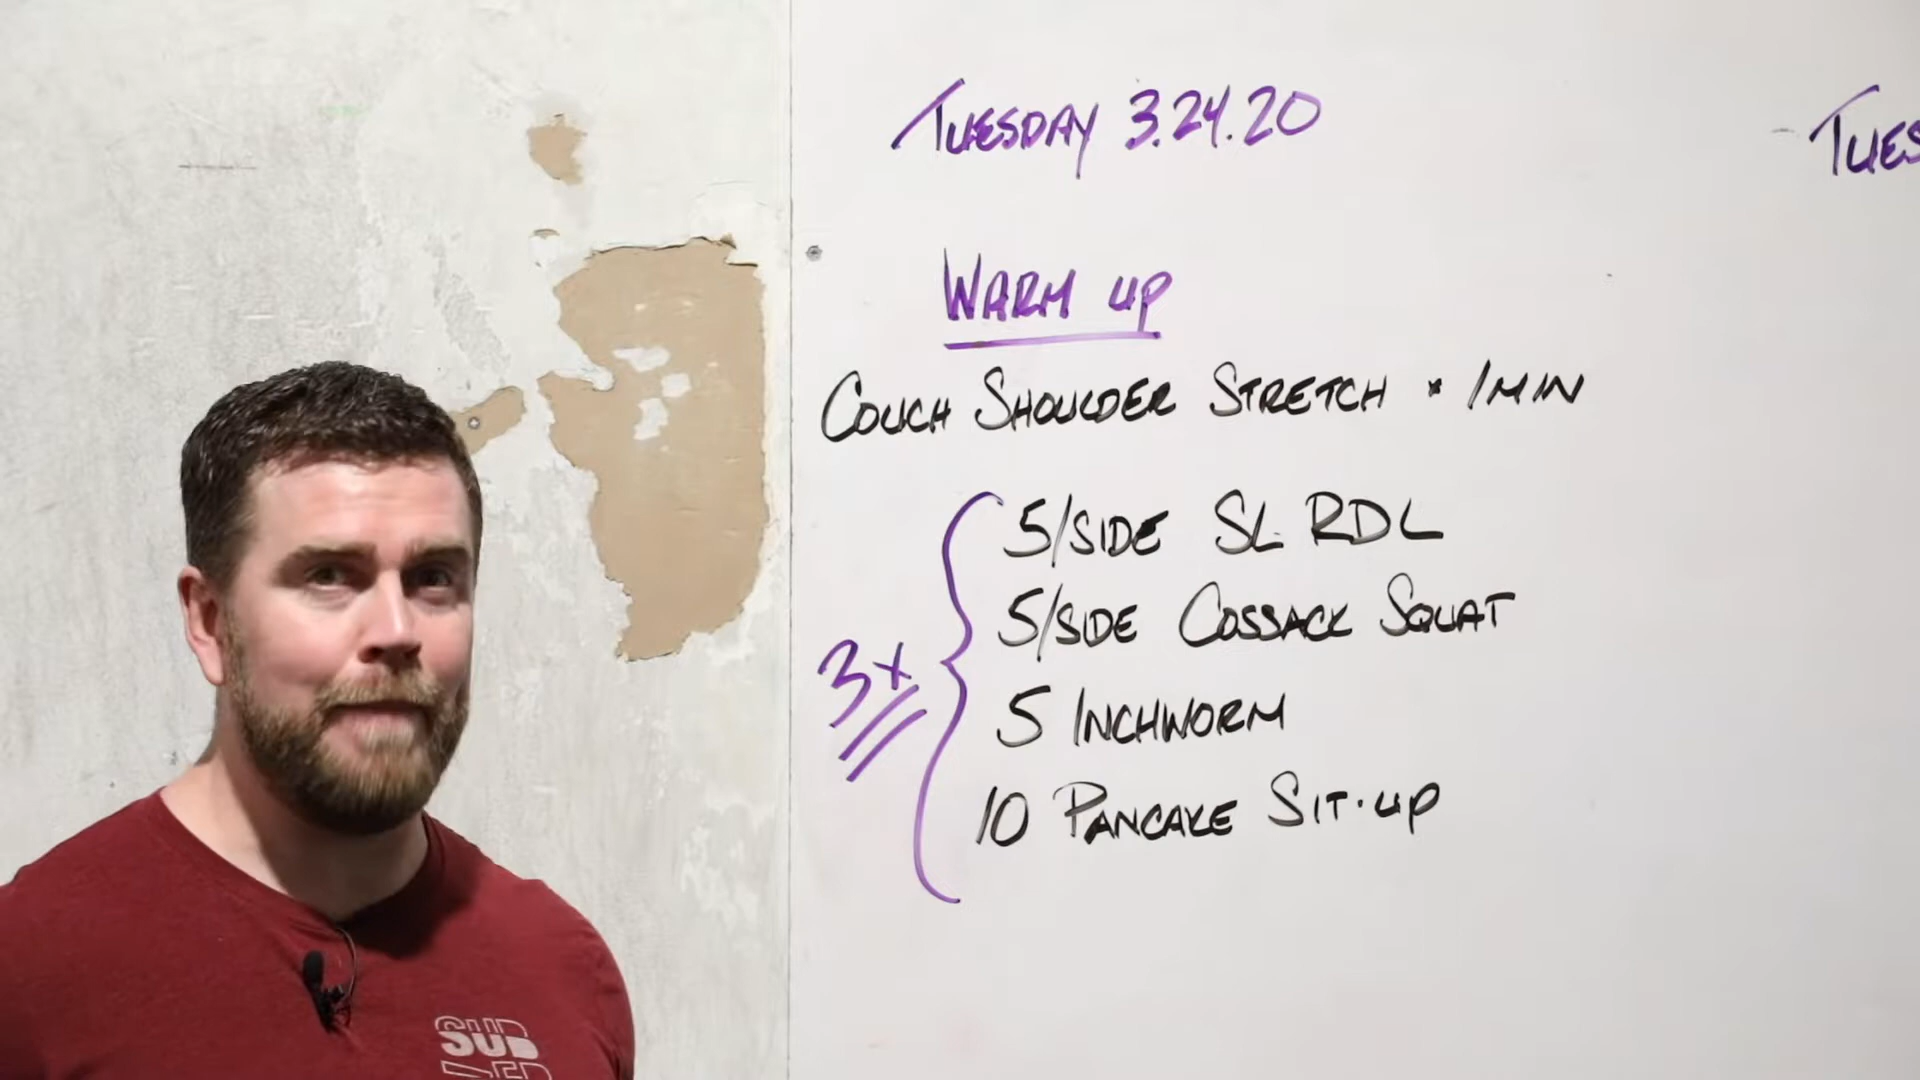 TUESDAY 3.24.20
TUES
WARM UP
COUCH SHOULDER STRETCH × 1 MIN
5/SIDE SL RDL
5/SIDE COSSACK SQUAT
3x
5 INCHWORM
10 PANCAKE SIT-UP
SUB